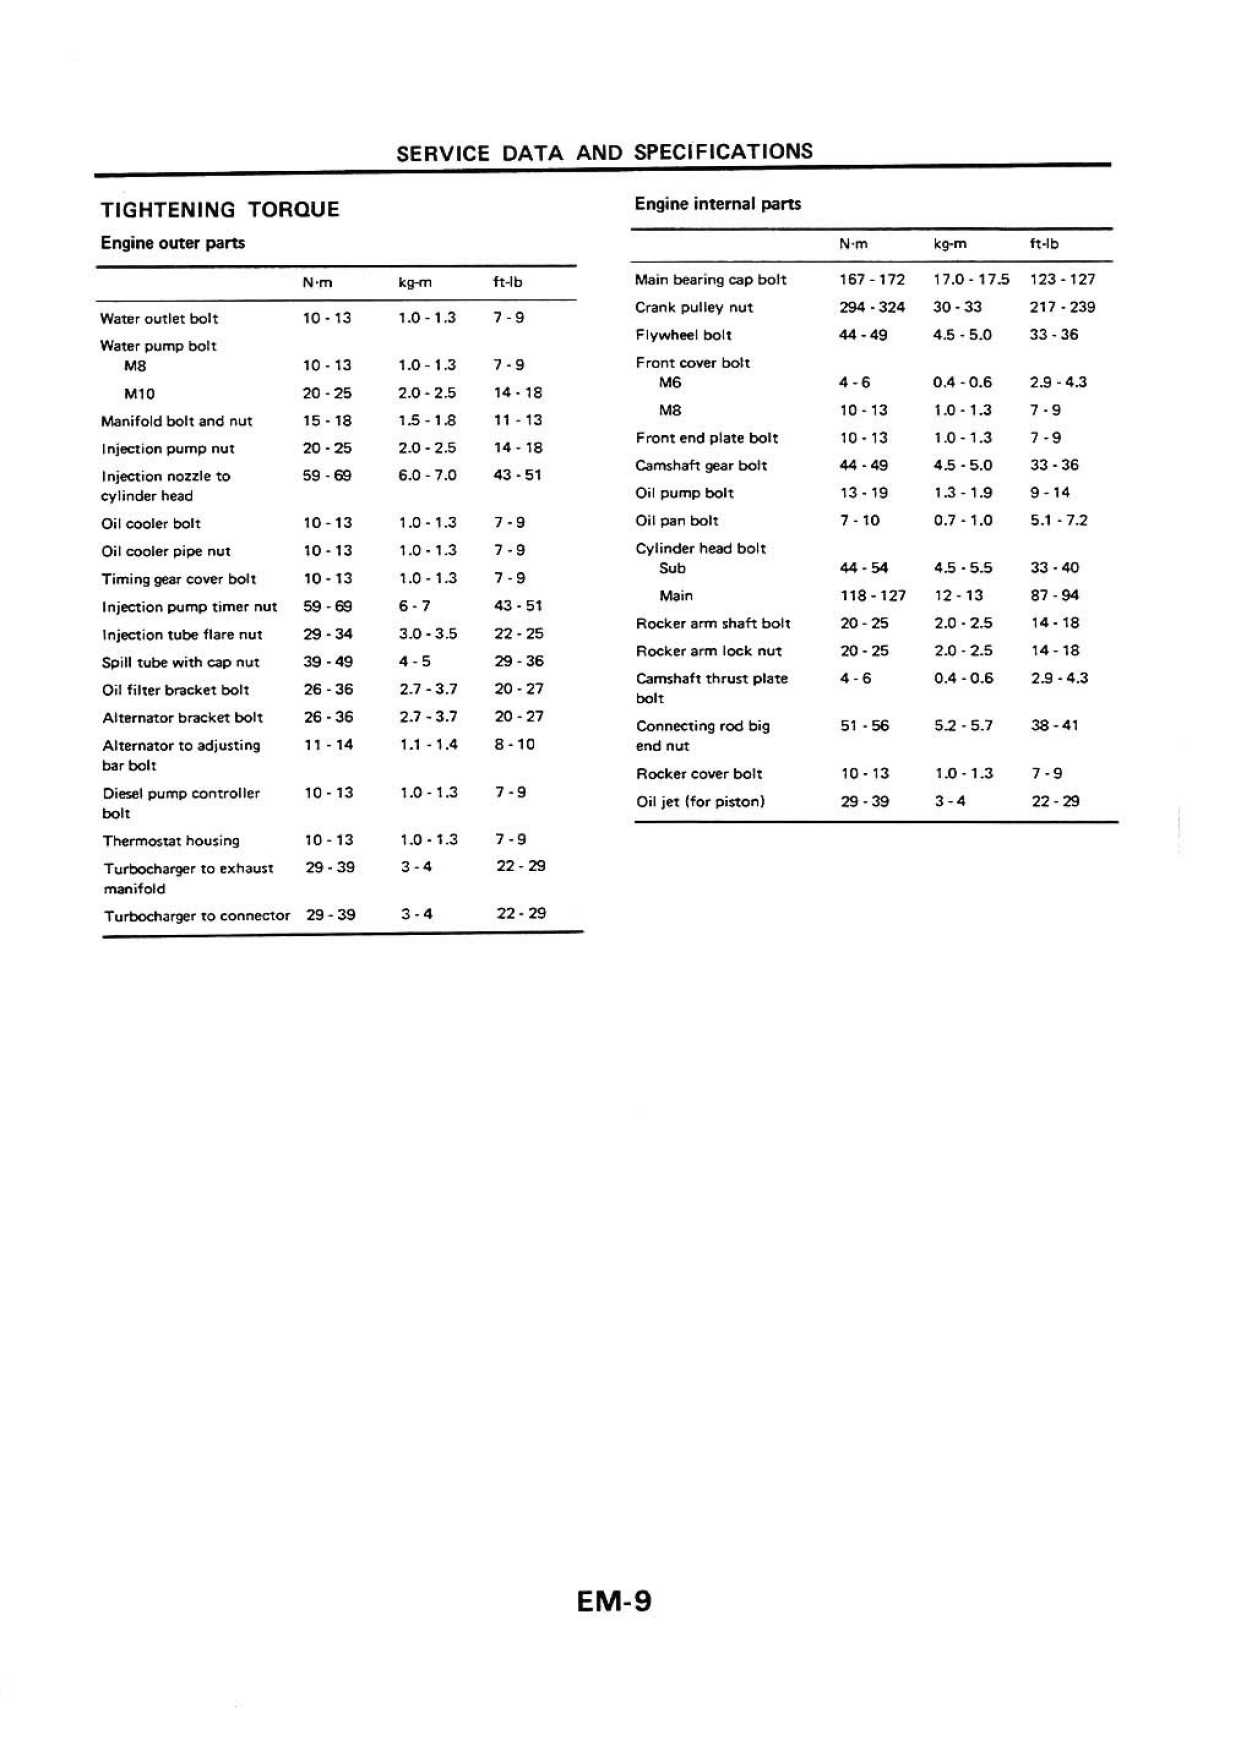 SERVICE DATA AND SPECIFICATIONS
TIGHTENING TORQUE
Engine outer parts
N·m kg-m ft-lb
Water outlet bolt 10 - 13 1.0 - 1.3 7 - 9
Water pump bolt
M8 10 - 13 1.0 - 1.3 7 - 9
M10 20 - 25 2.0 - 2.5 14 - 18
Manifold bolt and nut 15 - 18 1.5 - 1.8 11 - 13
Injection pump nut 20 - 25 2.0 - 2.5 14 - 18
Injection nozzle to 59 - 69 6.0 - 7.0 43 - 51
cylinder head
Oil cooler bolt 10 - 13 1.0 - 1.3 7 - 9
Oil cooler pipe nut 10 - 13 1.0 - 1.3 7 - 9
Timing gear cover bolt 10 - 13 1.0 - 1.3 7 - 9
Injection pump timer nut 59 - 69 6 - 7 43 - 51
Injection tube flare nut 29 - 34 3.0 - 3.5 22 - 25
Spill tube with cap nut 39 - 49 4 - 5 29 - 36
Oil filter bracket bolt 26 - 36 2.7 - 3.7 20 - 27
Alternator bracket bolt 26 - 36 2.7 - 3.7 20 - 27
Alternator to adjusting 11 - 14 1.1 - 1.4 8 - 10
bar bolt
Diesel pump controller 10 - 13 1.0 - 1.3 7 - 9
bolt
Thermostat housing 10 - 13 1.0 - 1.3 7 - 9
Turbocharger to exhaust 29 - 39 3 - 4 22 - 29
manifold
Turbocharger to connector 29 - 39 3 - 4 22 - 29
Engine internal parts
N·m kg-m ft-lb
Main bearing cap bolt 167 - 172 17.0 - 17.5 123 - 127
Crank pulley nut 294 - 324 30 - 33 217 - 239
Flywheel bolt 44 - 49 4.5 - 5.0 33 - 36
Front cover bolt
M6 4 - 6 0.4 - 0.6 2.9 - 4.3
M8 10 - 13 1.0 - 1.3 7 - 9
Front end plate bolt 10 - 13 1.0 - 1.3 7 - 9
Camshaft gear bolt 44 - 49 4.5 - 5.0 33 - 36
Oil pump bolt 13 - 19 1.3 - 1.9 9 - 14
Oil pan bolt 7 - 10 0.7 - 1.0 5.1 - 7.2
Cylinder head bolt
Sub 44 - 54 4.5 - 5.5 33 - 40
Main 118 - 127 12 - 13 87 - 94
Rocker arm shaft bolt 20 - 25 2.0 - 2.5 14 - 18
Rocker arm lock nut 20 - 25 2.0 - 2.5 14 - 18
Camshaft thrust plate 4 - 6 0.4 - 0.6 2.9 - 4.3
bolt
Connecting rod big 51 - 56 5.2 - 5.7 38 - 41
end nut
Rocker cover bolt 10 - 13 1.0 - 1.3 7 - 9
Oil jet (for piston) 29 - 39 3 - 4 22 - 29
EM-9